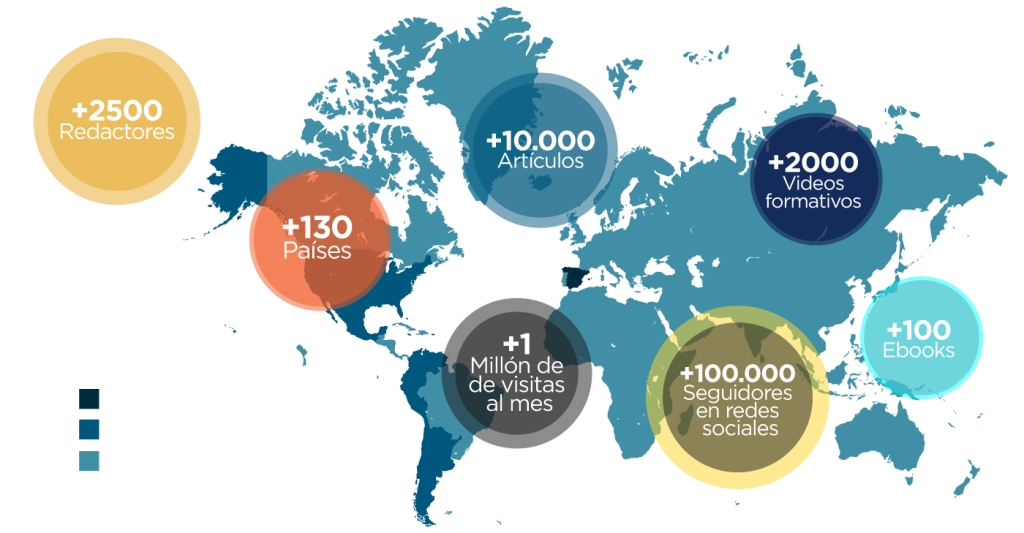 +2500
Redactores
+10.000
Artículos
+2000
Videos
formativos
+130
Países
+1
Millón de
de visitas
al mes
+100.000
Seguidores
en redes
sociales
+100
Ebooks